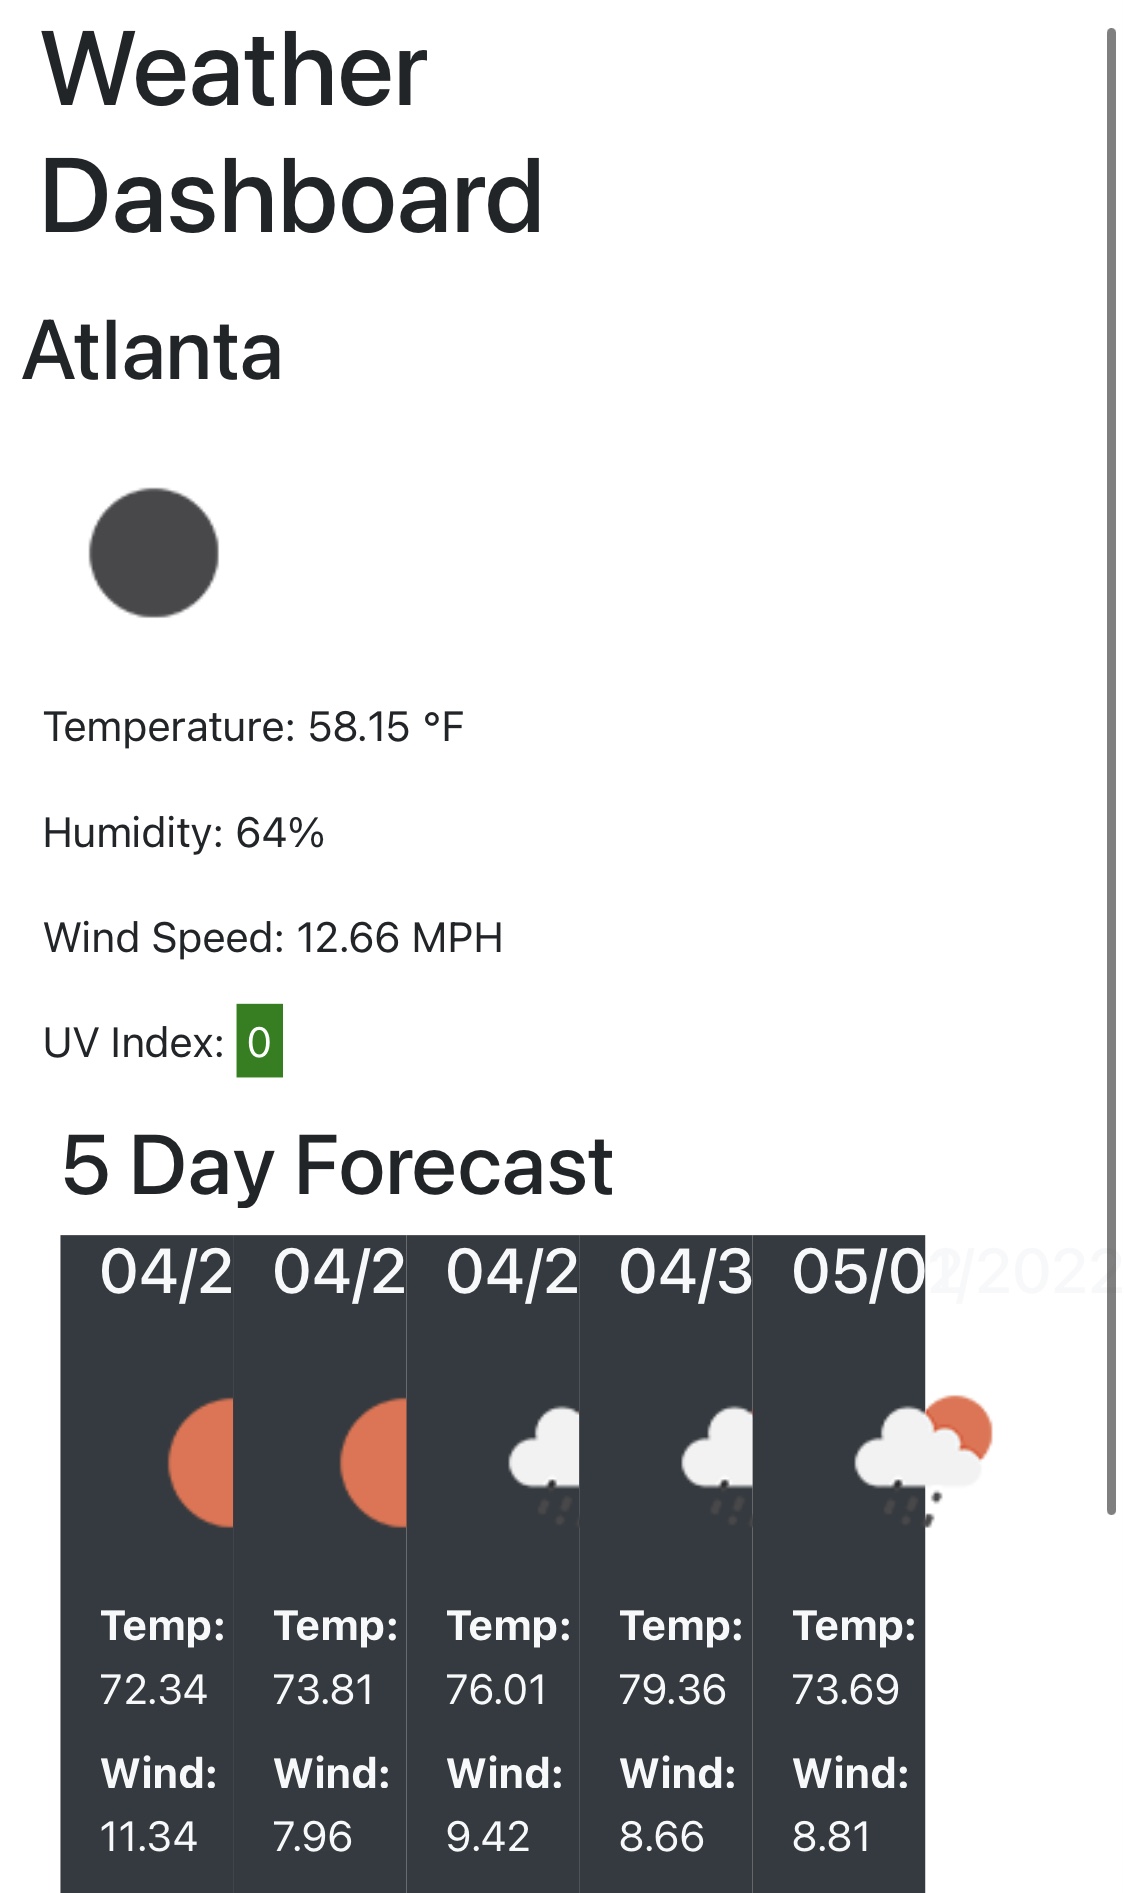 Weather
Dashboard
Atlanta
Temperature: 58.15 °F
Humidity: 64%
Wind Speed: 12.66 MPH
UV Index: 0
5 Day Forecast
04/2 04/2 04/2 04/3 05/0 /2022
Temp: Temp: Temp: Temp: Temp:
72.34 73.81 76.01 79.36 73.69
Wind: Wind: Wind: Wind: Wind:
11.34 7.96 9.42 8.66 8.81